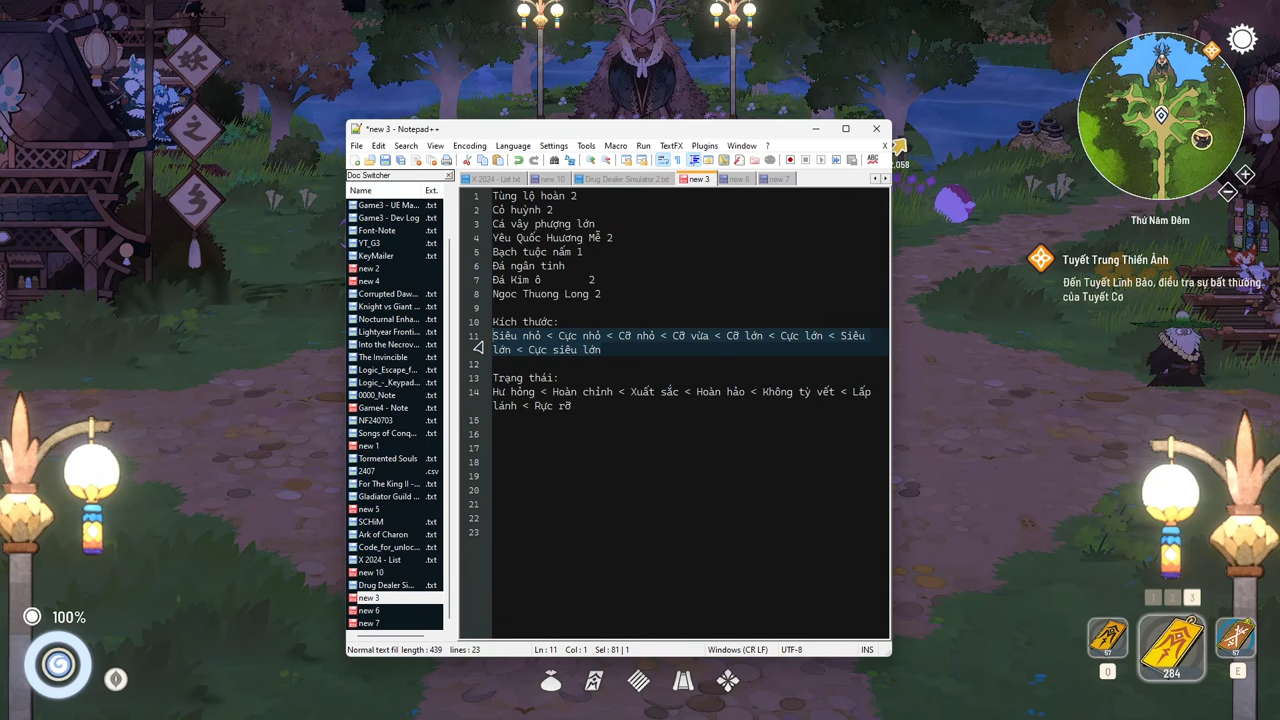 妖
之
*new 3 - Notepad++
File Edit Search View Encoding Language Settings Tools Macro Run TextFX Plugins Window ? X
Doc Switcher
Name Ext.
Game3 - UE Ma...
Game3 - Dev Log
Font-Note
YT_G3
KeyMailer
new 2
new 4
Corrupted Daw... .txt
Knight vs Giant ... .txt
Nocturnal Enha... .txt
Lightyear Fronti... .txt
Into the Necrov... .txt
The Invincible .txt
Logic_Escape_f... .txt
Logic_-_Keypad... .txt
0000_Note .txt
Game4 - Note .txt
NF240703 .txt
Songs of Conq... .txt
new 1
Tormented Souls .txt
2407 .csv
For The King II -... .txt
Gladiator Guild ... .txt
new 5
SCHiM .txt
Ark of Charon .txt
Code_for_unloc... .txt
X 2024 - List .txt
new 10
Drug Dealer Si... .txt
new 3
new 6
new 7
X 2024 - List.txt new 10 Drug Dealer Simulator 2.txt new 3 new 6 new 7
1 Tùng lộ hoàn 2
2 Cỏ huỳnh 2
3 Cá vây phượng lớn
4 Yêu Quốc Huương Mễ 2
5 Bạch tuộc nấm 1
6 Đá ngân tinh
7 Đá Kim ô 2
8 Ngoc Thuong Long 2
9
10 Kích thước:
11 Siêu nhỏ < Cực nhỏ < Cỡ nhỏ < Cỡ vừa < Cỡ lớn < Cực lớn < Siêu
lớn < Cực siêu lớn
12
13 Trạng thái:
14 Hư hỏng < Hoàn chỉnh < Xuất sắc < Hoàn hảo < Không tỳ vết < Lấp
lánh < Rực rỡ
15
16
17
18
19
20
21
22
23
Normal text fil length : 439 lines : 23 Ln : 11 Col : 1 Sel : 81 | 1 Windows (CR LF) UTF-8 INS
2.058
Thứ Năm Đêm
Tuyết Trung Thiến Ảnh
Đến Tuyết Lĩnh Bảo, điều tra sự bất thường
của Tuyết Cơ
100%
1 2 3
57 284 57
Q E